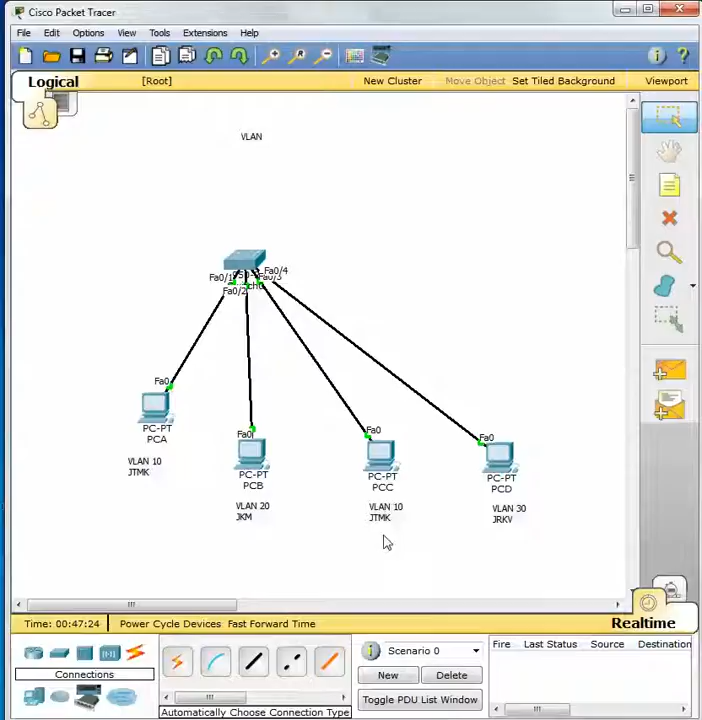 Cisco Packet Tracer
File Edit Options View Tools Extensions Help
Logical [Root] New Cluster Move Object Set Tiled Background Viewport
VLAN
Fa0/4
Fa0/1 Fa0/3
Fa0/2
Fa0
PC-PT
PCA
VLAN 10
JTMK
Fa0
PC-PT
PCB
VLAN 20
JKM
Fa0
PC-PT
PCC
VLAN 10
JTMK
Fa0
PC-PT
PCD
VLAN 30
JRKV
Time: 00:47:24 Power Cycle Devices Fast Forward Time Realtime
Connections
Automatically Choose Connection Type
Scenario 0
New Delete
Toggle PDU List Window
Fire Last Status Source Destination